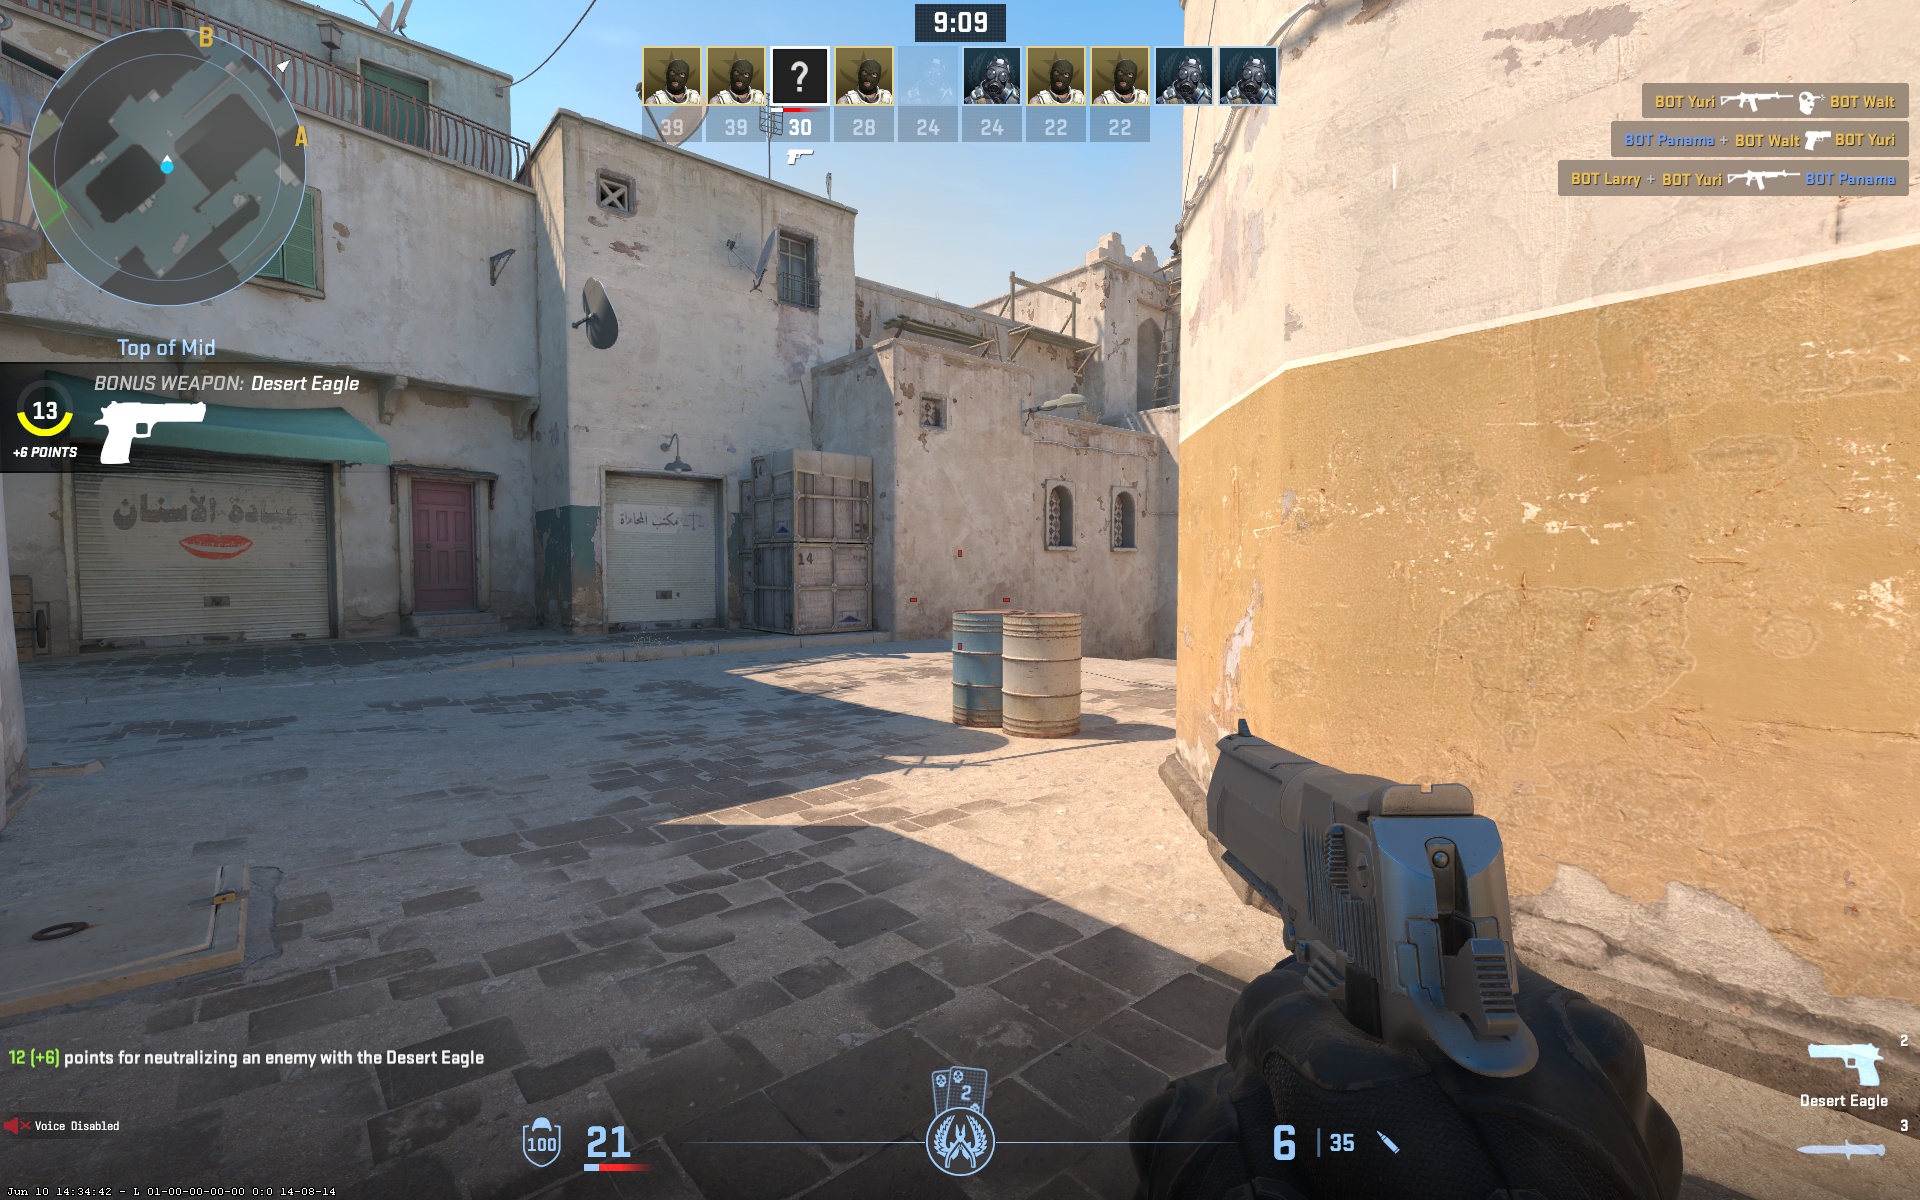 9:09
B
A
?
39 39 30 28 24 24 22 22
BOT Yuri BOT Walt
BOT Panama + BOT Walt BOT Yuri
BOT Larry + BOT Yuri BOT Panama
Top of Mid
BONUS WEAPON: Desert Eagle
13
+6 POINTS
عيادة الأسنان
مكتب المحاماة
14
14
12 (+6) points for neutralizing an enemy with the Desert Eagle
Voice Disabled
100 21
2
6 | 35
2
Desert Eagle
3
Jun 10 14:34:42 - L 01-00-00-00-00 0:0 14-08-14